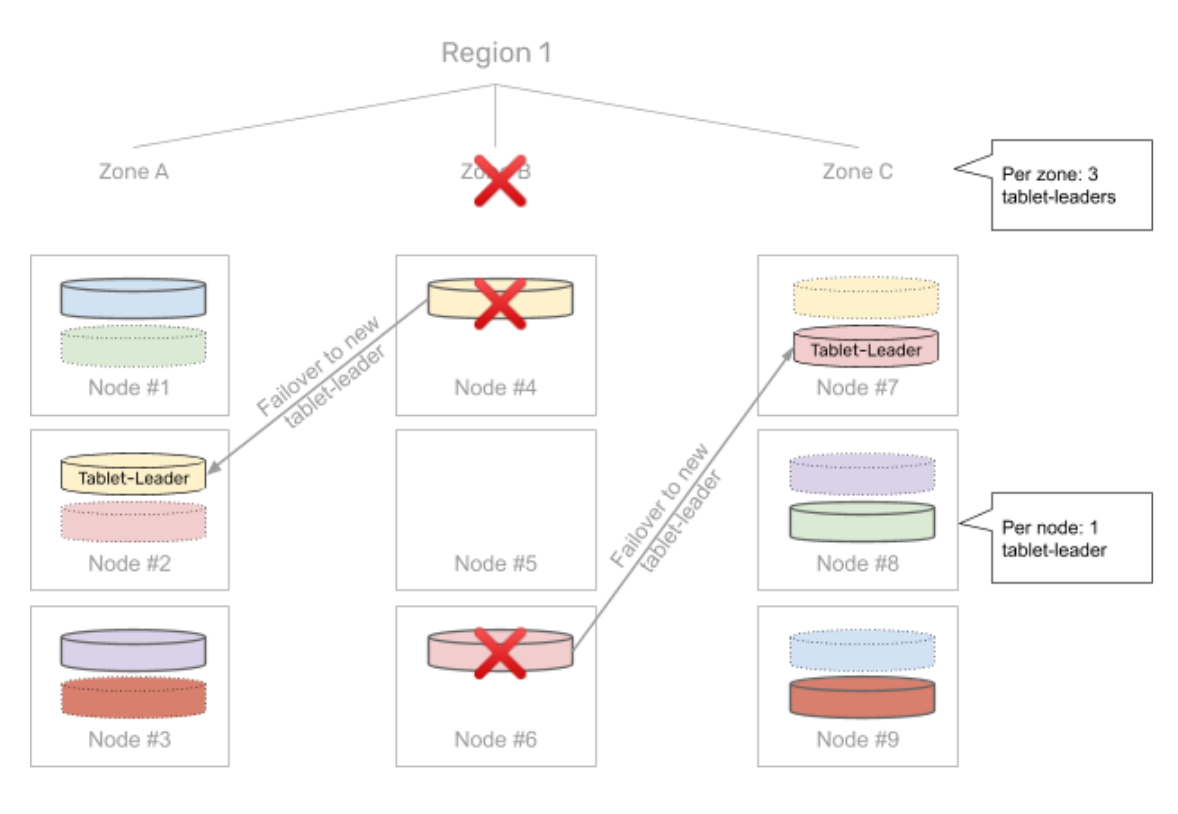 Region 1
Zone A
Zone B
Zone C
Per zone: 3
tablet-leaders
Node #1
Failover to new
tablet-leader
Node #4
Tablet-Leader
Node #7
Tablet-Leader
Node #2
Node #5
Failover to new
tablet-leader
Node #8
Per node: 1
tablet-leader
Node #3
Node #6
Node #9